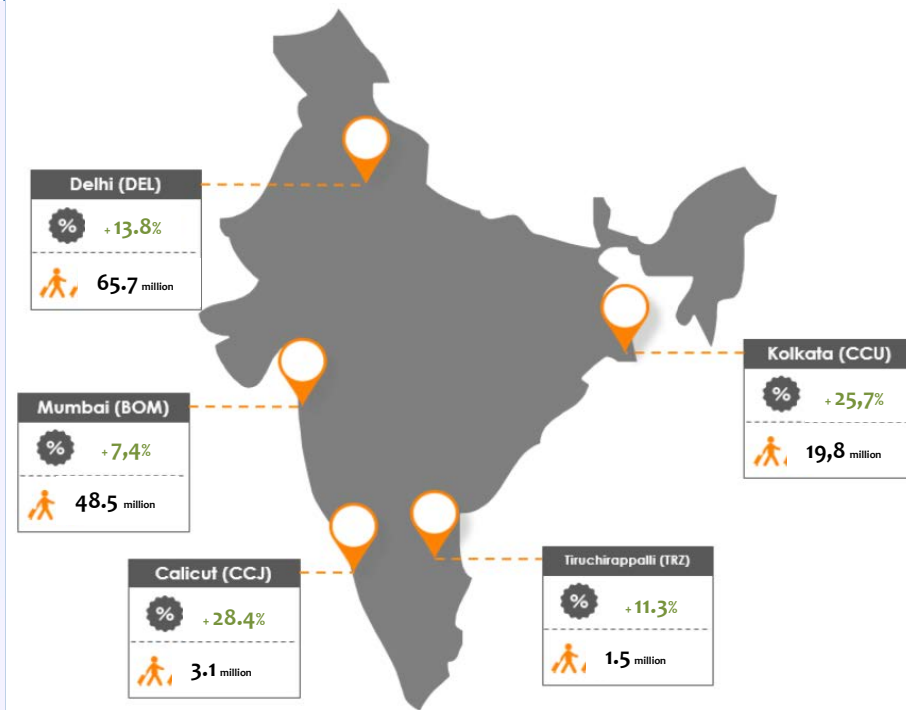 Delhi (DEL)
%
+13.8%
65.7 million
Mumbai (BOM)
%
+7,4%
48.5 million
Calicut (CCJ)
%
+28.4%
3.1 million
Tiruchirappalli (TRZ)
%
+11.3%
1.5 million
Kolkata (CCU)
%
+25,7%
19,8 million